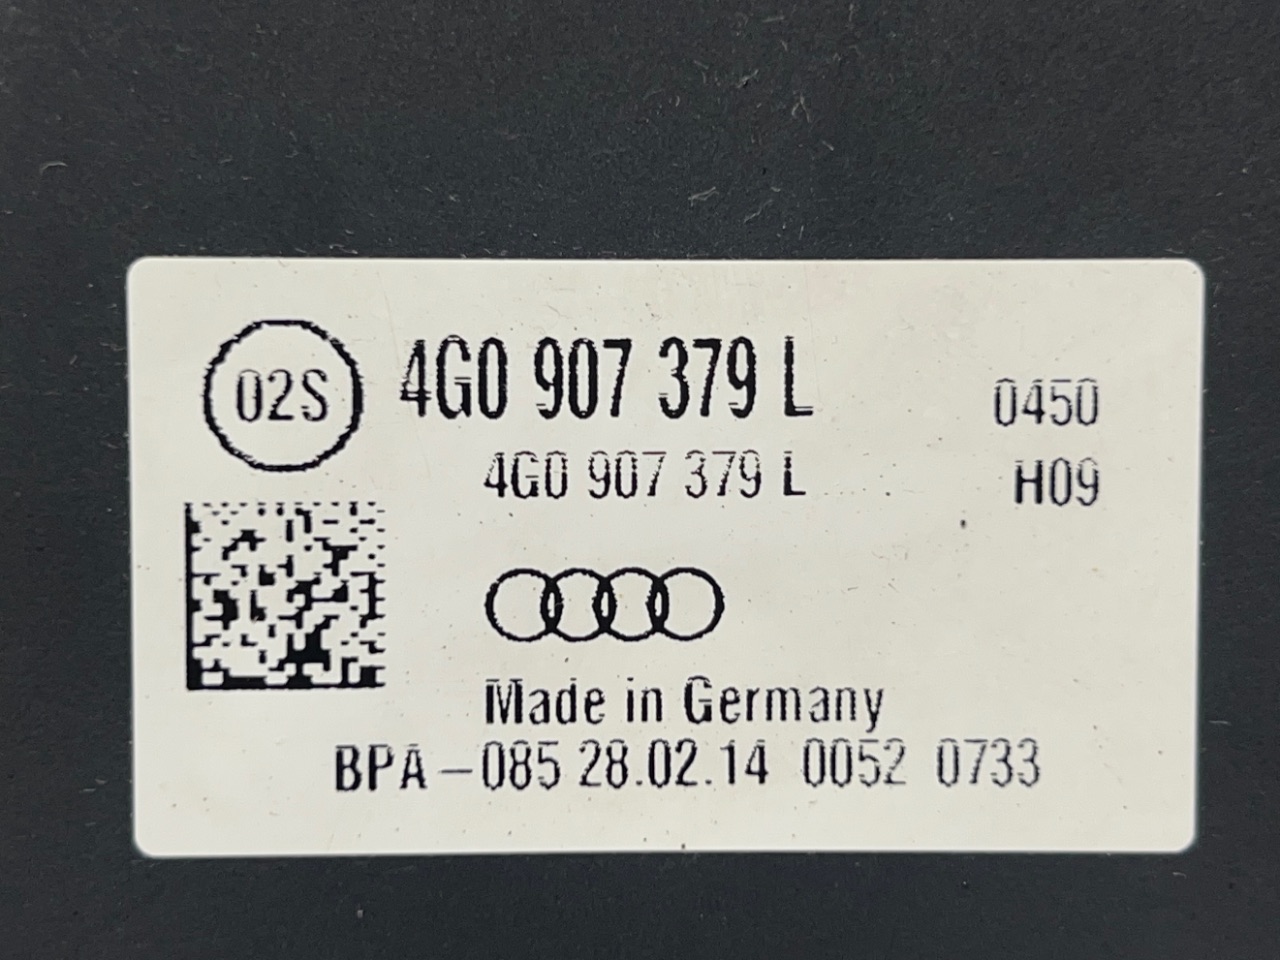 02S 4G0 907 379 L 0450
4G0 907 379 L H09
Made in Germany
BPA-085 28.02.14 0052 0733